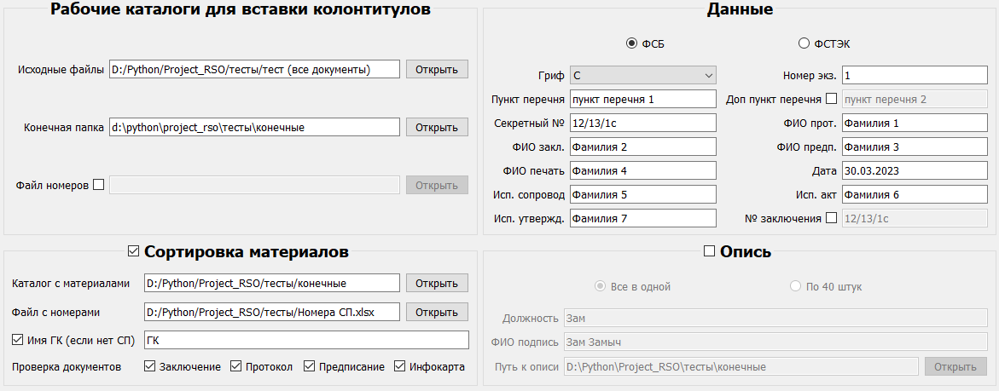 Рабочие каталоги для вставки колонтитулов
Исходные файлы D:/Python/Project_RSO/тесты/тест (все документы) Открыть
Конечная папка d:\python\project_rso\тесты\конечные Открыть
Файл номеров Открыть
Данные
ФСБ ФСТЭК
Гриф С Номер экз. 1
Пункт перечня пункт перечня 1 Доп пункт перечня пункт перечня 2
Секретный № 12/13/1с ФИО прот. Фамилия 1
ФИО закл. Фамилия 2 ФИО предп. Фамилия 3
ФИО печать Фамилия 4 Дата 30.03.2023
Исп. сопровод Фамилия 5 Исп. акт Фамилия 6
Исп. утвержд. Фамилия 7 № заключения 12/13/1с
Сортировка материалов
Каталог с материалами D:/Python/Project_RSO/тесты/конечные Открыть
Файл с номерами D:/Python/Project_RSO/тесты/Номера СП.xlsx Открыть
Имя ГК (если нет СП) ГК
Проверка документов Заключение Протокол Предписание Инфокарта
Опись
Все в одной По 40 штук
Должность Зам
ФИО подпись Зам Замыч
Путь к описи D:\Python\Project_RSO\тесты\конечные Открыть